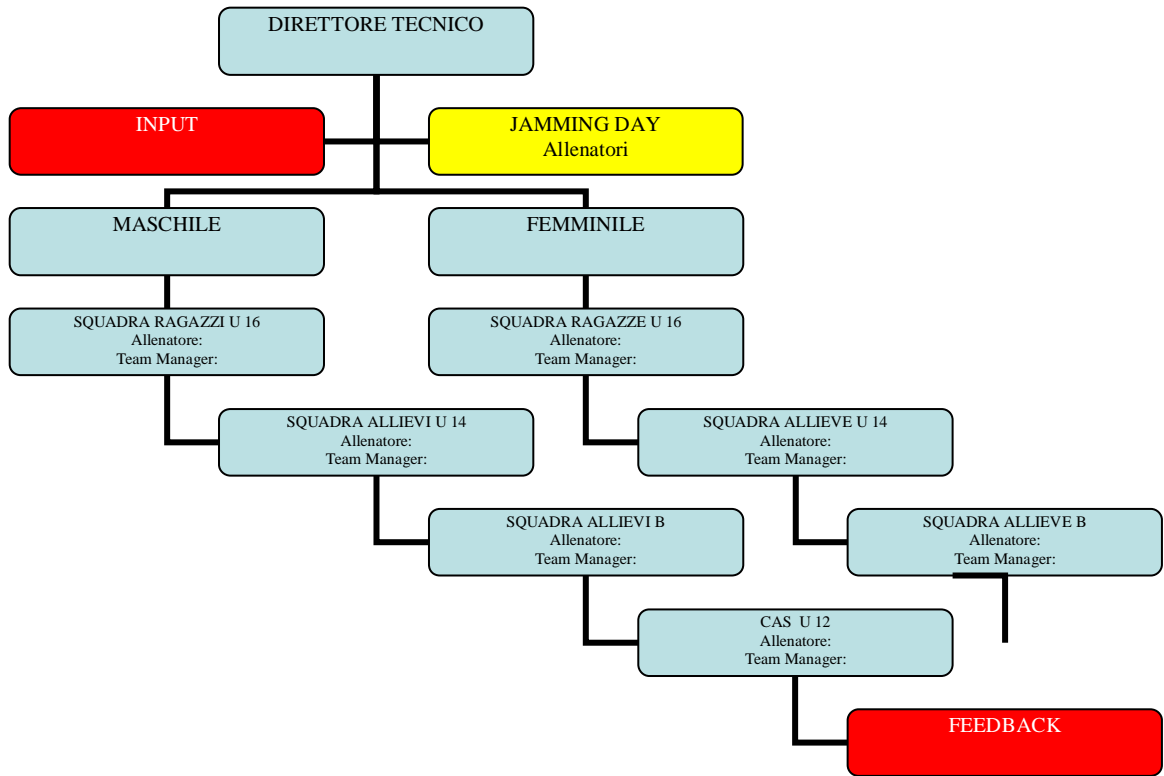 DIRETTORE TECNICO
INPUT
JAMMING DAY
Allenatori
MASCHILE
FEMMINILE
SQUADRA RAGAZZI U 16
Allenatore:
Team Manager:
SQUADRA RAGAZZE U 16
Allenatore:
Team Manager:
SQUADRA ALLIEVI U 14
Allenatore:
Team Manager:
SQUADRA ALLIEVE U 14
Allenatore:
Team Manager:
SQUADRA ALLIEVI B
Allenatore:
Team Manager:
SQUADRA ALLIEVE B
Allenatore:
Team Manager:
CAS  U 12
Allenatore:
Team Manager:
FEEDBACK